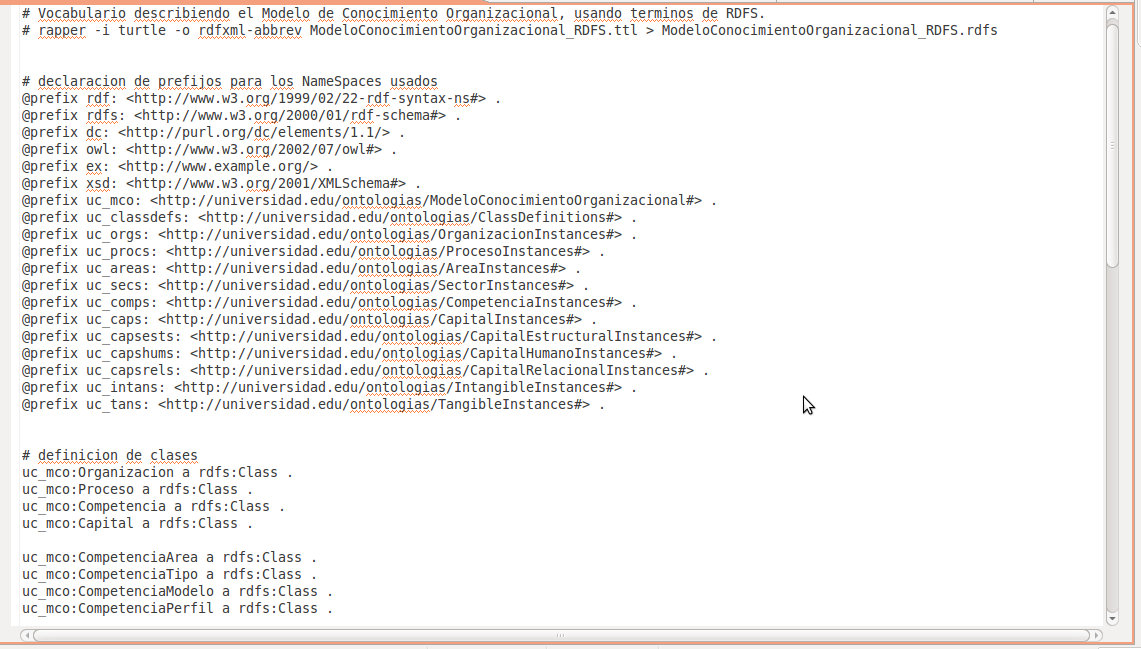 # Vocabulario describiendo el Modelo de Conocimiento Organizacional, usando terminos de RDFS.
# rapper -i turtle -o rdfxml-abbrev ModeloConocimientoOrganizacional_RDFS.ttl > ModeloConocimientoOrganizacional_RDFS.rdfs
# declaracion de prefijos para los NameSpaces usados
@prefix rdf: <http://www.w3.org/1999/02/22-rdf-syntax-ns#> .
@prefix rdfs: <http://www.w3.org/2000/01/rdf-schema#> .
@prefix dc: <http://purl.org/dc/elements/1.1/> .
@prefix owl: <http://www.w3.org/2002/07/owl#> .
@prefix ex: <http://www.example.org/> .
@prefix xsd: <http://www.w3.org/2001/XMLSchema#> .
@prefix uc_mco: <http://universidad.edu/ontologias/ModeloConocimientoOrganizacional#> .
@prefix uc_classdefs: <http://universidad.edu/ontologias/ClassDefinitions#> .
@prefix uc_orgs: <http://universidad.edu/ontologias/OrganizacionInstances#> .
@prefix uc_procs: <http://universidad.edu/ontologias/ProcesoInstances#> .
@prefix uc_areas: <http://universidad.edu/ontologias/AreaInstances#> .
@prefix uc_secs: <http://universidad.edu/ontologias/SectorInstances#> .
@prefix uc_comps: <http://universidad.edu/ontologias/CompetenciaInstances#> .
@prefix uc_caps: <http://universidad.edu/ontologias/CapitalInstances#> .
@prefix uc_capsests: <http://universidad.edu/ontologias/CapitalEstructuralInstances#> .
@prefix uc_capshums: <http://universidad.edu/ontologias/CapitalHumanoInstances#> .
@prefix uc_capsrels: <http://universidad.edu/ontologias/CapitalRelacionalInstances#> .
@prefix uc_intans: <http://universidad.edu/ontologias/IntangibleInstances#> .
@prefix uc_tans: <http://universidad.edu/ontologias/TangibleInstances#> .
# definicion de clases
uc_mco:Organizacion a rdfs:Class .
uc_mco:Proceso a rdfs:Class .
uc_mco:Competencia a rdfs:Class .
uc_mco:Capital a rdfs:Class .
uc_mco:CompetenciaArea a rdfs:Class .
uc_mco:CompetenciaTipo a rdfs:Class .
uc_mco:CompetenciaModelo a rdfs:Class .
uc_mco:CompetenciaPerfil a rdfs:Class .